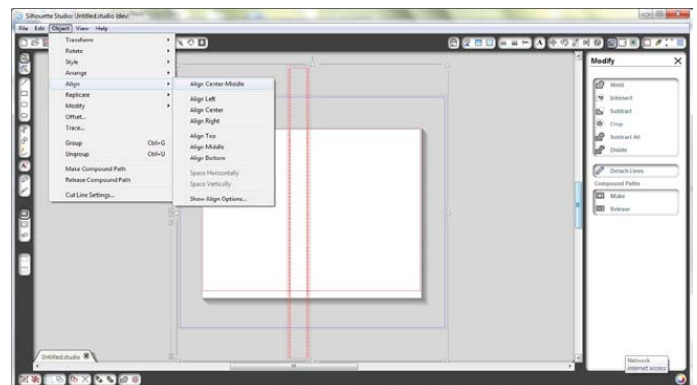 Silhouette Studio: Untitled.studio (dev)
File Edit Object View Help
Transform
Rotate
Style
Arrange
Align
Replicate
Modify
Offset...
Trace...
Group Ctrl+G
Ungroup Ctrl+U
Make Compound Path
Release Compound Path
Cut Line Settings...
Align Center-Middle
Align Left
Align Center
Align Right
Align Top
Align Middle
Align Bottom
Space Horizontally
Space Vertically
Show Align Options...
Modify
Weld
Intersect
Subtract
Crop
Subtract All
Divide
Detach Lines
Compound Paths
Make
Release
Untitled.studio
Network
Internet access